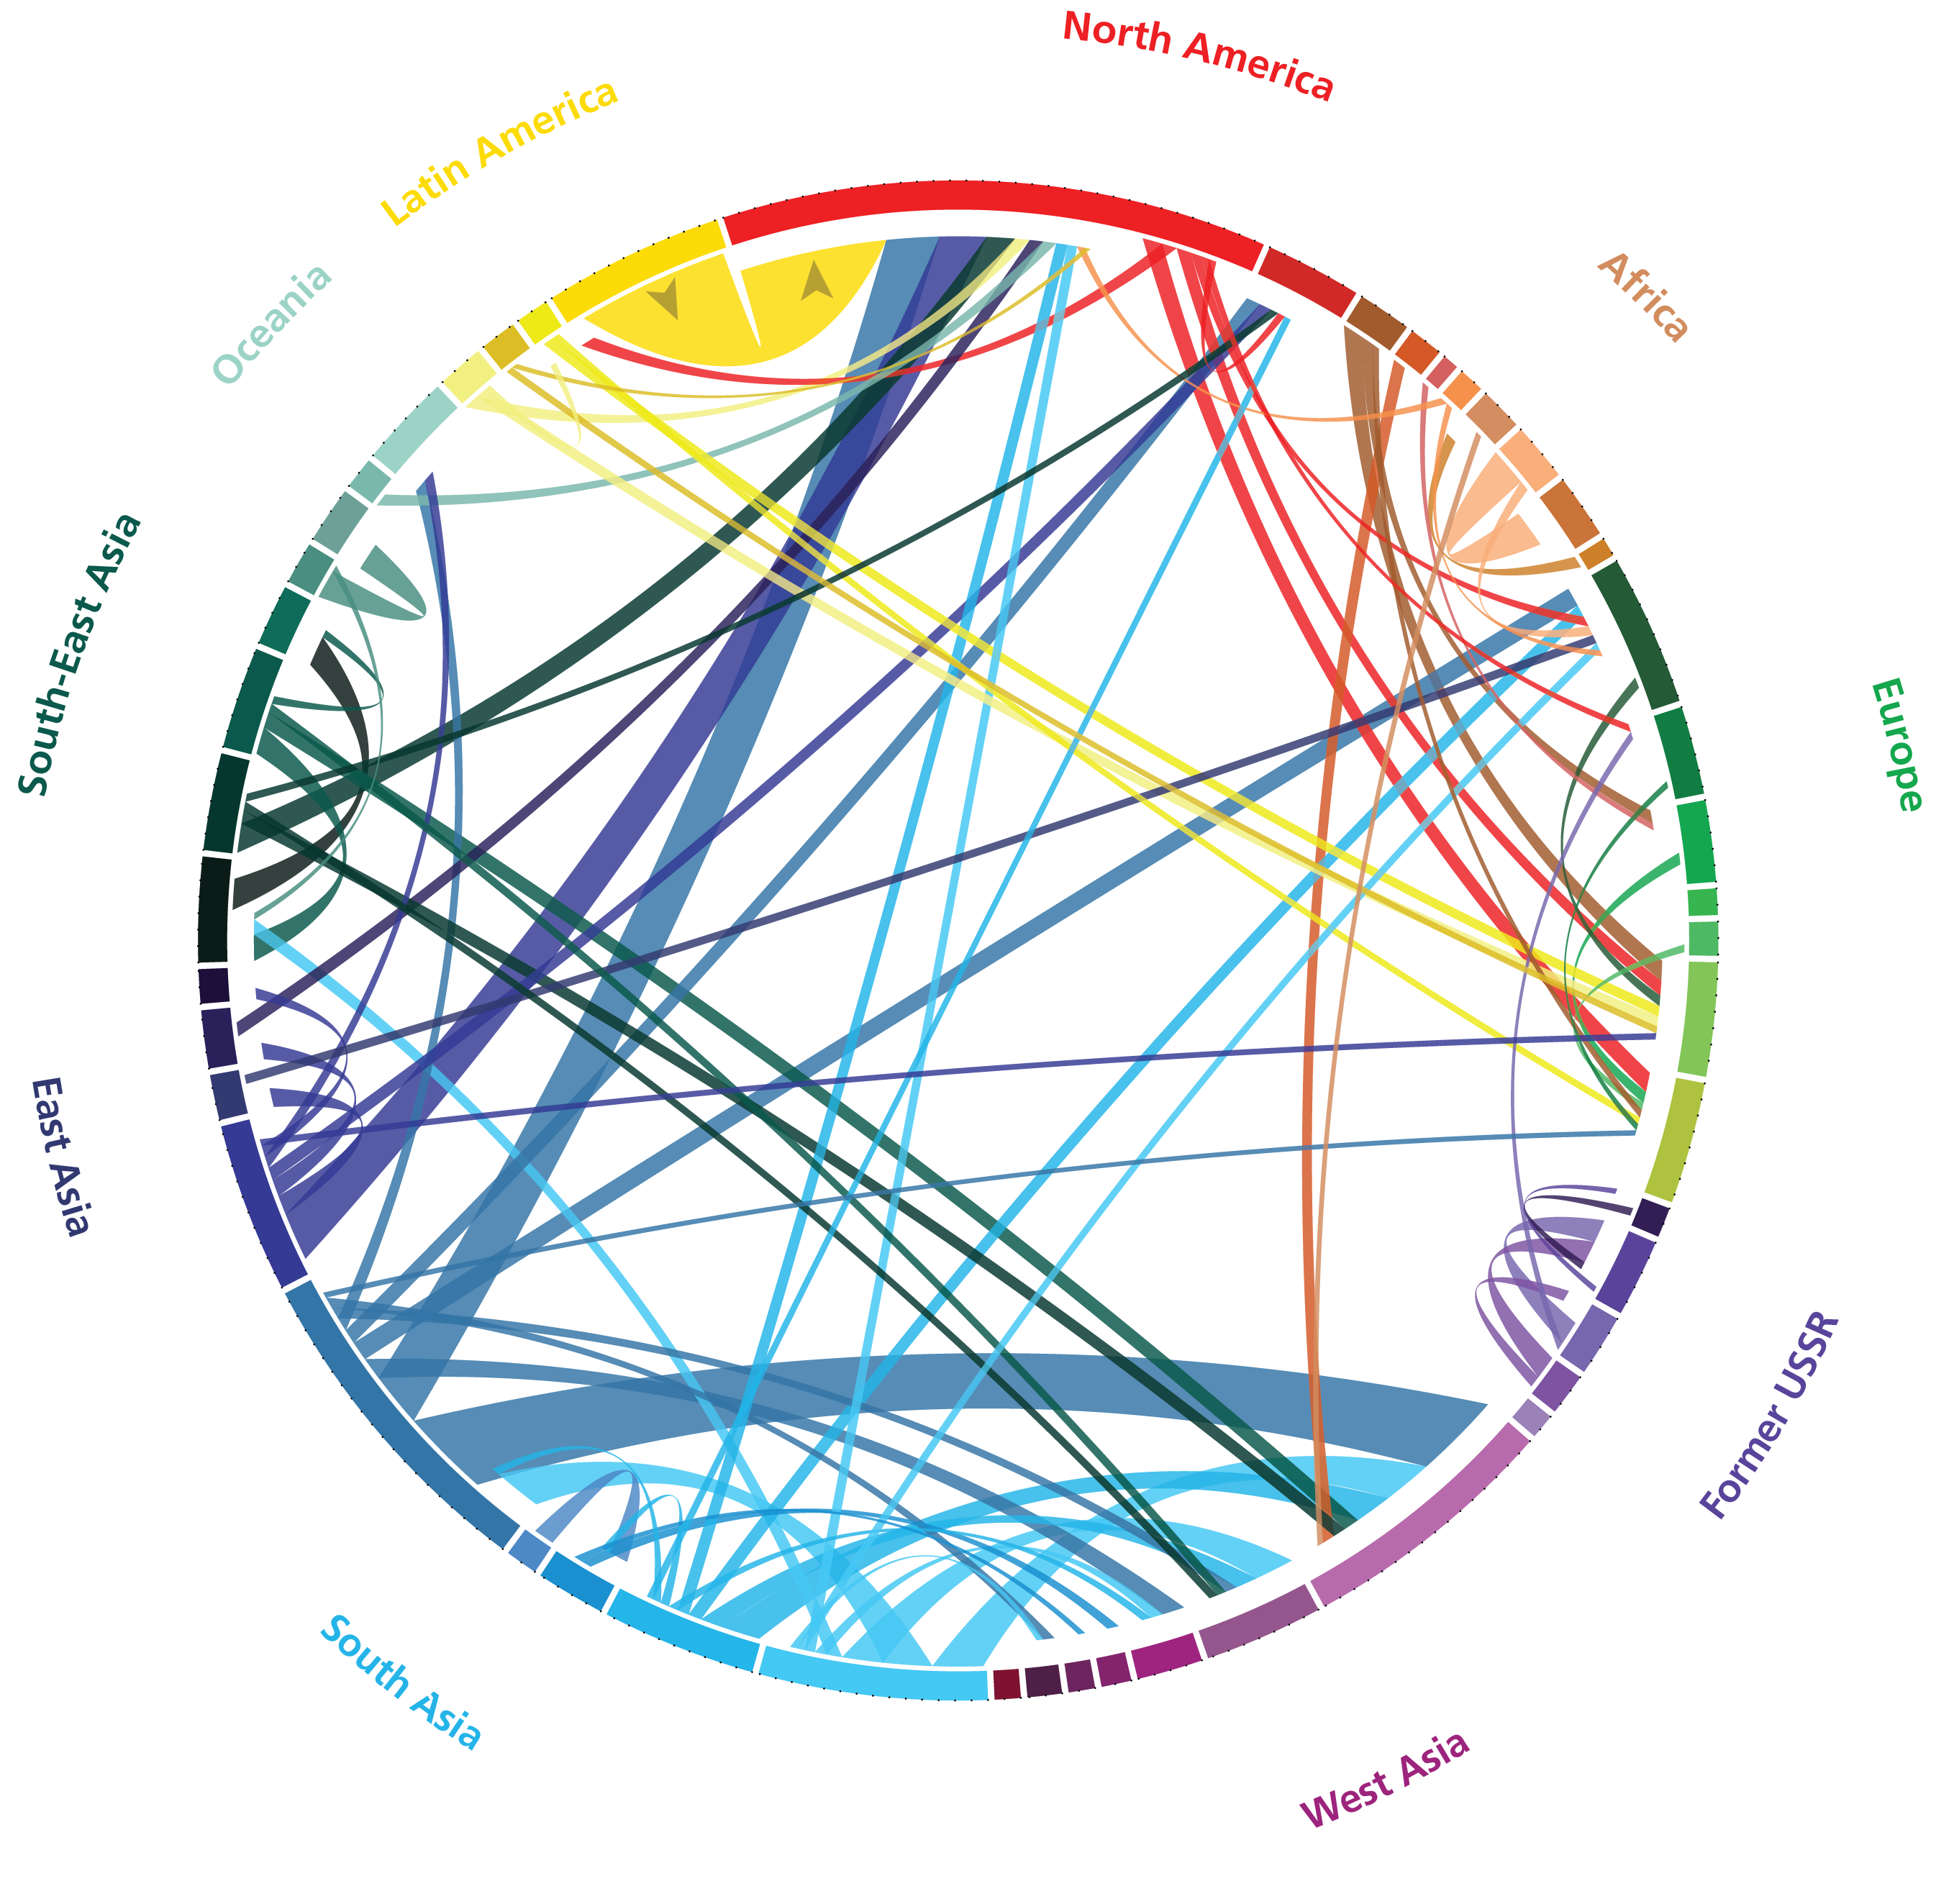 North America
Latin America
Africa
Oceania
South-East Asia
Europe
East Asia
Former USSR
South Asia
West Asia